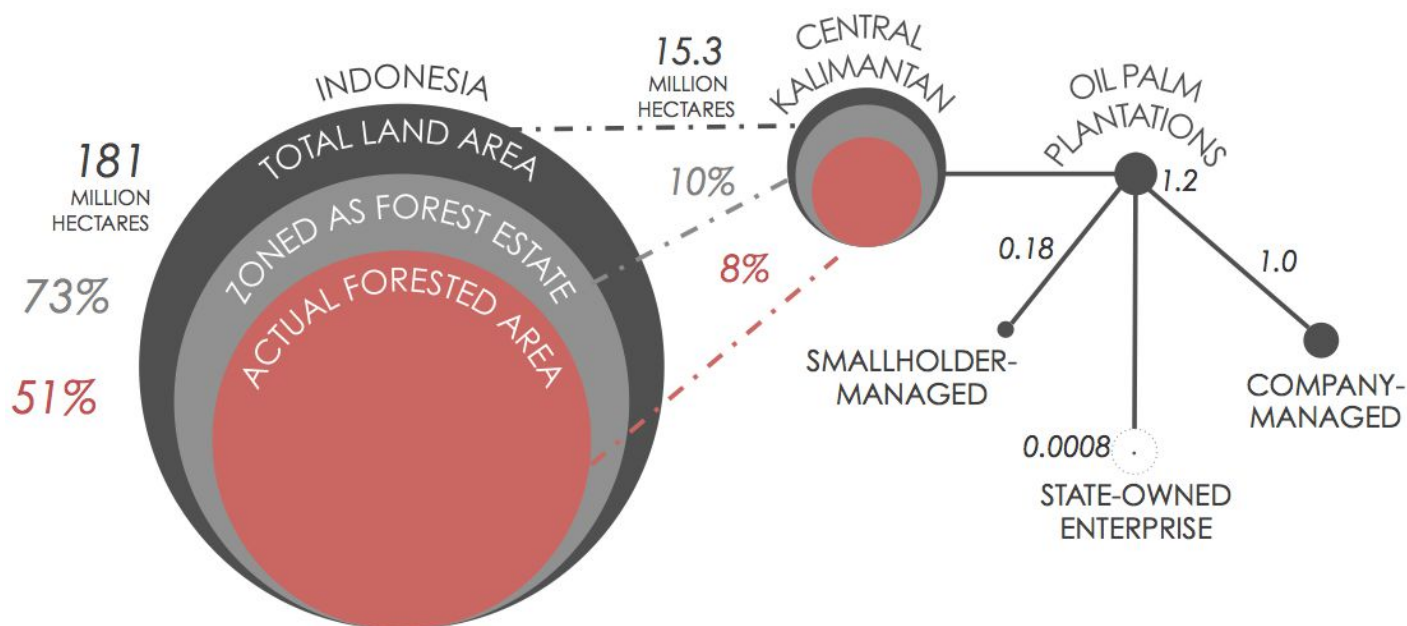 INDONESIA
TOTAL LAND AREA
ZONED AS FOREST ESTATE
ACTUAL FORESTED AREA
181
MILLION
HECTARES
73%
51%
15.3
MILLION
HECTARES
10%
8%
CENTRAL
KALIMANTAN
OIL PALM
PLANTATIONS
1.2
0.18
SMALLHOLDER-
MANAGED
0.0008
STATE-OWNED
ENTERPRISE
1.0
COMPANY-
MANAGED